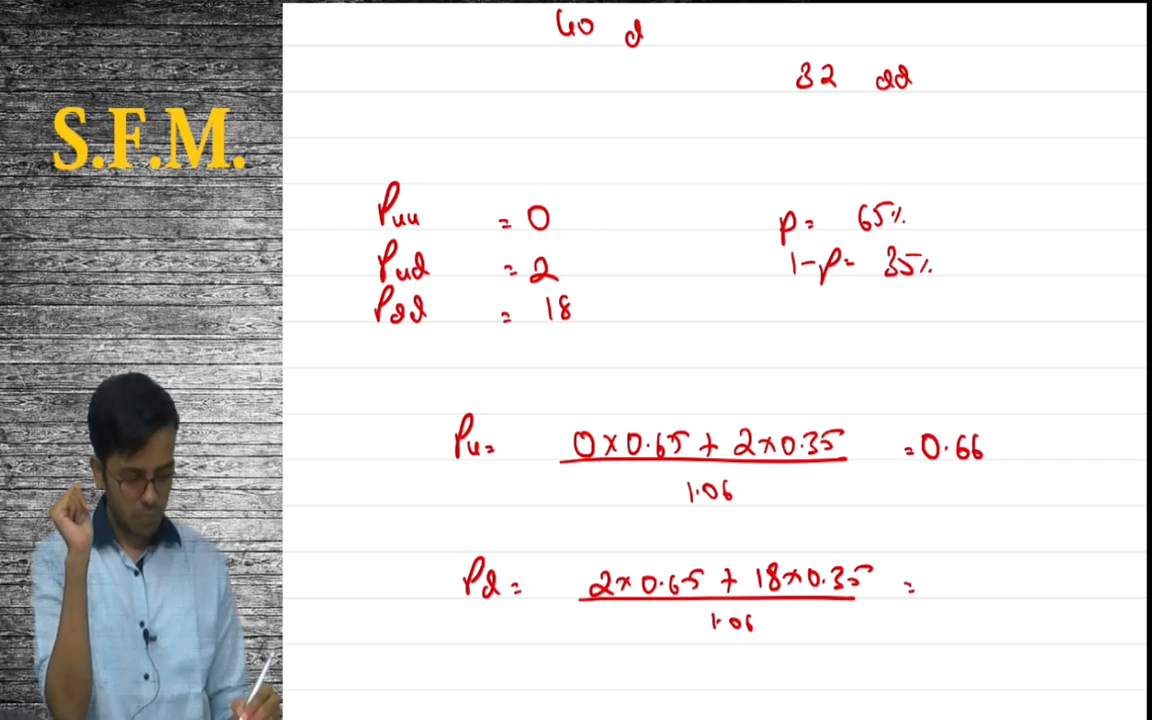 S.F.M.
40 d
32 dd
Puu = 0
p = 65%
Pud = 2
1-p = 35%
Pdd = 18
Pu = 0 × 0.65 + 2 × 0.35 = 0.66
1.06
Pd = 2 × 0.65 + 18 × 0.35 =
1.06